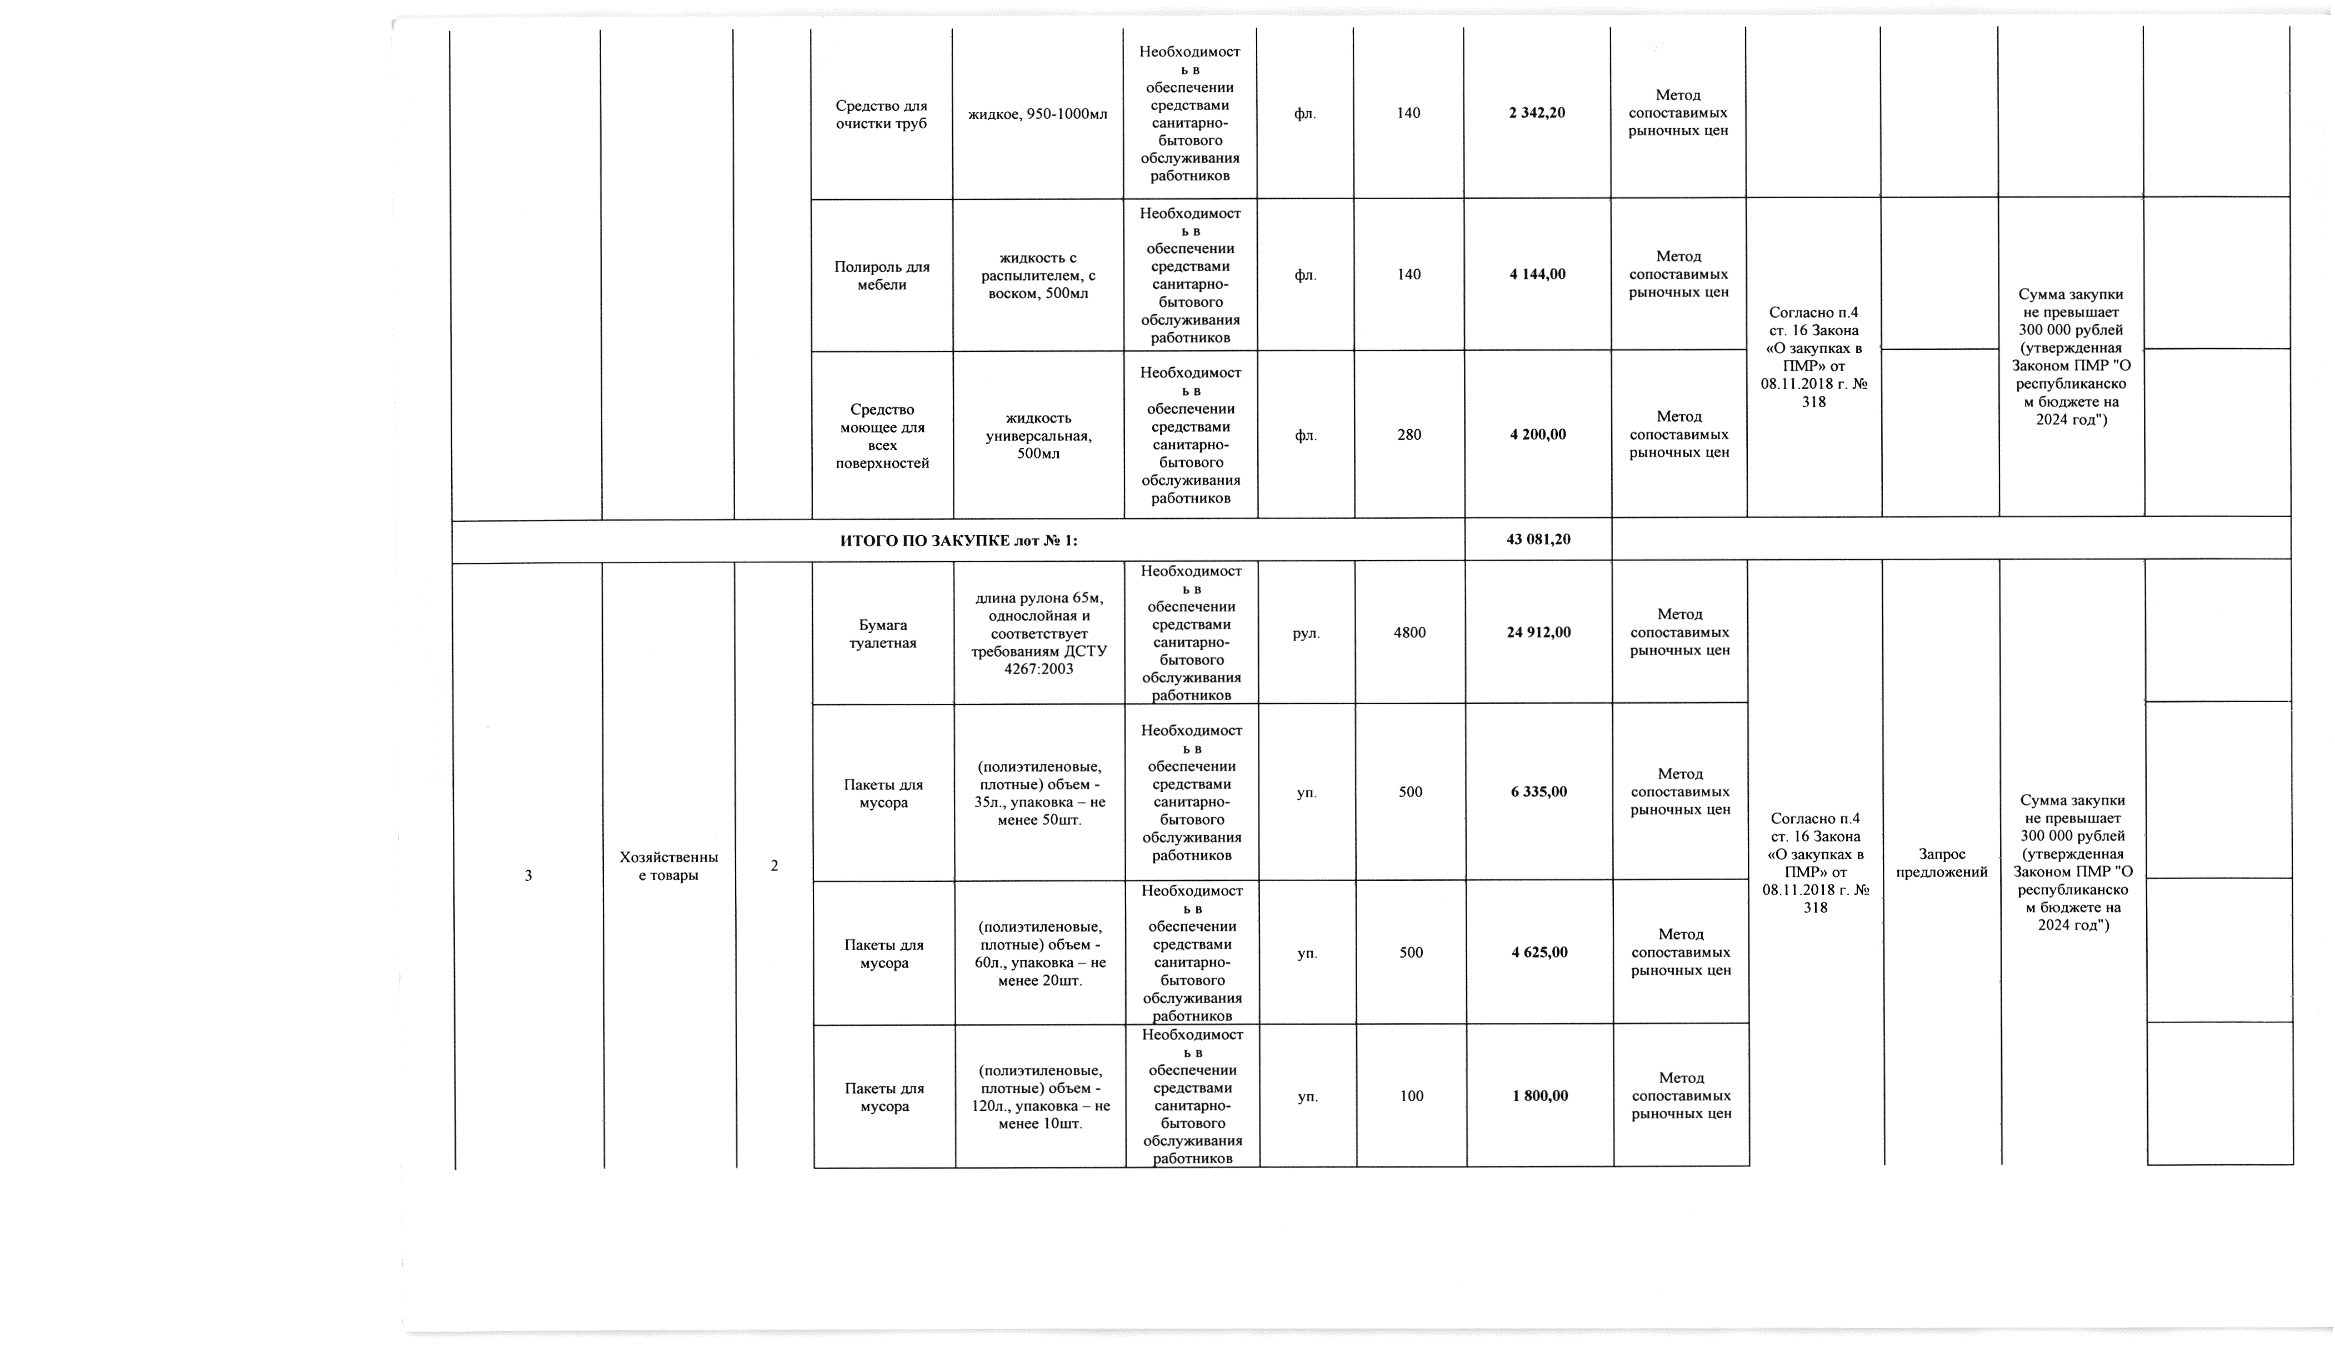 Средство для
очистки труб
жидкое, 950-1000мл
Необходимост
ь в
обеспечении
средствами
санитарно-
бытового
обслуживания
работников
фл.
140
2 342,20
Метод
сопоставимых
рыночных цен
Полироль для
мебели
жидкость с
распылителем, с
воском, 500мл
Необходимост
ь в
обеспечении
средствами
санитарно-
бытового
обслуживания
работников
фл.
140
4 144,00
Метод
сопоставимых
рыночных цен
Согласно п.4
ст. 16 Закона
«О закупках в
ПМР» от
08.11.2018 г. №
318
Сумма закупки
не превышает
300 000 рублей
(утвержденная
Законом ПМР "О
республиканско
м бюджете на
2024 год")
Средство
моющее для
всех
поверхностей
жидкость
универсальная,
500мл
Необходимост
ь в
обеспечении
средствами
санитарно-
бытового
обслуживания
работников
фл.
280
4 200,00
Метод
сопоставимых
рыночных цен
ИТОГО ПО ЗАКУПКЕ лот № 1:
43 081,20
3
Хозяйственны
е товары
2
Бумага
туалетная
длина рулона 65м,
однослойная и
соответствует
требованиям ДСТУ
4267:2003
Необходимост
ь в
обеспечении
средствами
санитарно-
бытового
обслуживания
работников
рул.
4800
24 912,00
Метод
сопоставимых
рыночных цен
Согласно п.4
ст. 16 Закона
«О закупках в
ПМР» от
08.11.2018 г. №
318
Запрос
предложений
Сумма закупки
не превышает
300 000 рублей
(утвержденная
Законом ПМР "О
республиканско
м бюджете на
2024 год")
Пакеты для
мусора
(полиэтиленовые,
плотные) объем -
35л., упаковка – не
менее 50шт.
Необходимост
ь в
обеспечении
средствами
санитарно-
бытового
обслуживания
работников
уп.
500
6 335,00
Метод
сопоставимых
рыночных цен
Пакеты для
мусора
(полиэтиленовые,
плотные) объем -
60л., упаковка – не
менее 20шт.
Необходимост
ь в
обеспечении
средствами
санитарно-
бытового
обслуживания
работников
уп.
500
4 625,00
Метод
сопоставимых
рыночных цен
Пакеты для
мусора
(полиэтиленовые,
плотные) объем -
120л., упаковка – не
менее 10шт.
Необходимост
ь в
обеспечении
средствами
санитарно-
бытового
обслуживания
работников
уп.
100
1 800,00
Метод
сопоставимых
рыночных цен